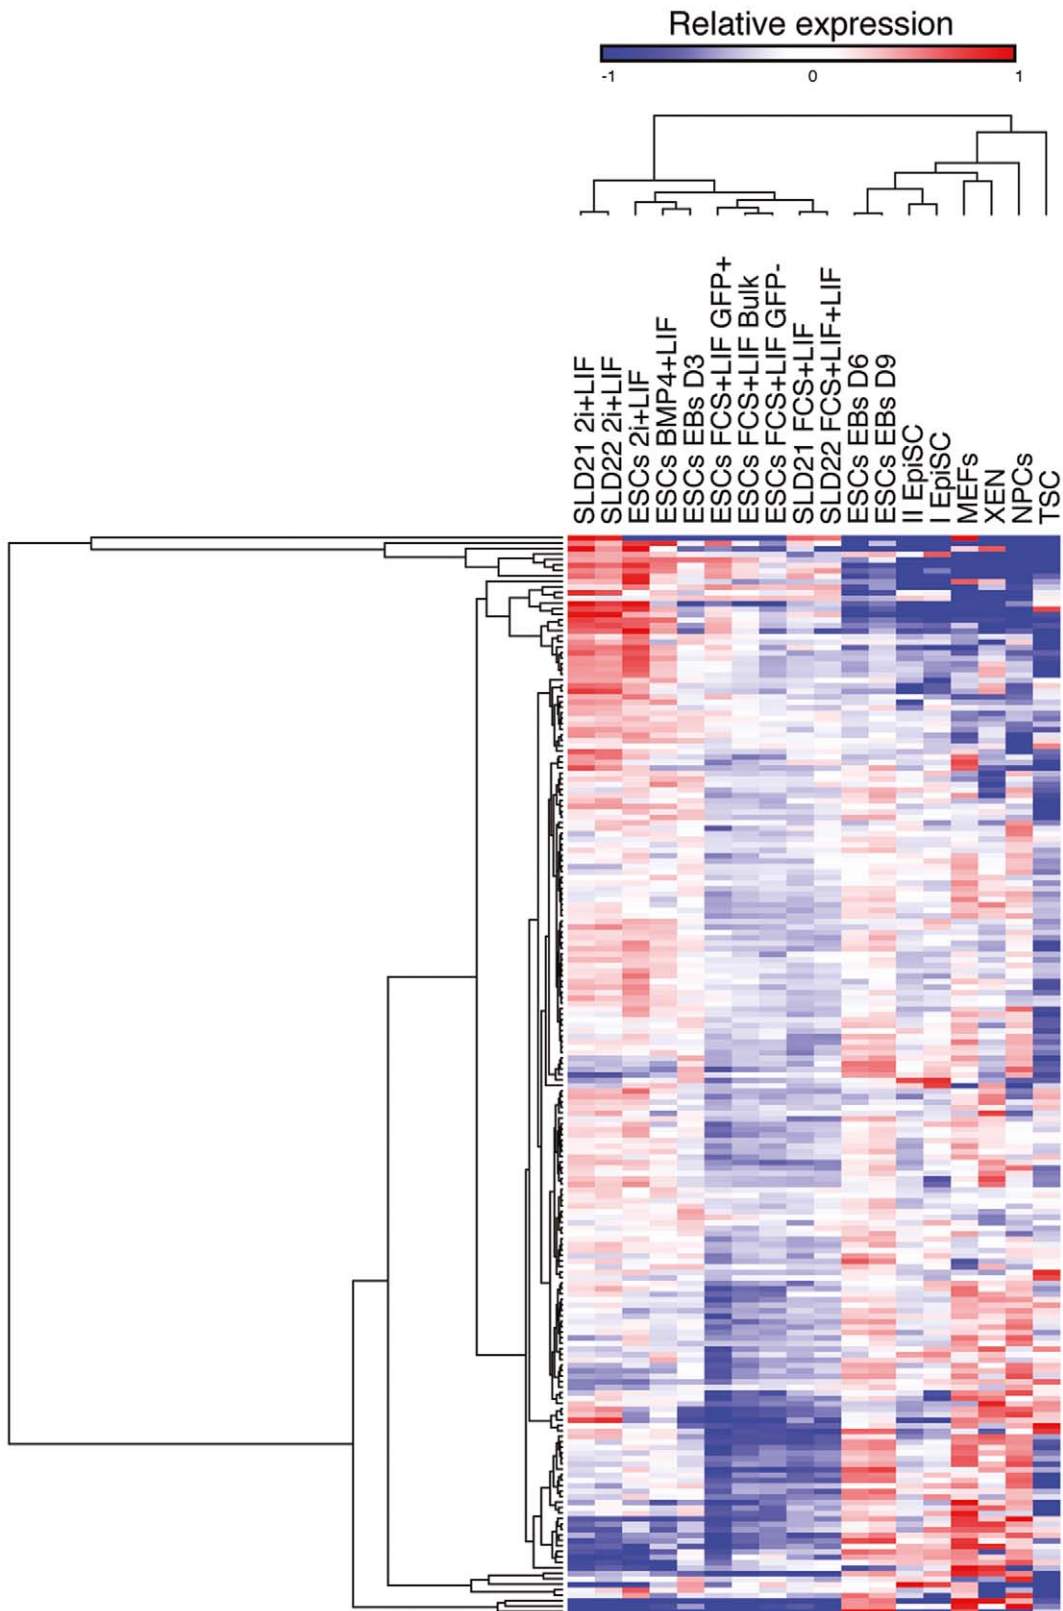 Relative expression
-1 0 1
SLD21 2i+LIF
SLD22 2i+LIF
ESCs 2i+LIF
ESCs BMP4+LIF
ESCs EBs D3
ESCs FCS+LIF GFP+
ESCs FCS+LIF Bulk
ESCs FCS+LIF GFP-
SLD21 FCS+LIF
SLD22 FCS+LIF+LIF
ESCs EBs D6
ESCs EBs D9
II EpiSC
I EpiSC
MEFs
XEN
NPCs
TSC